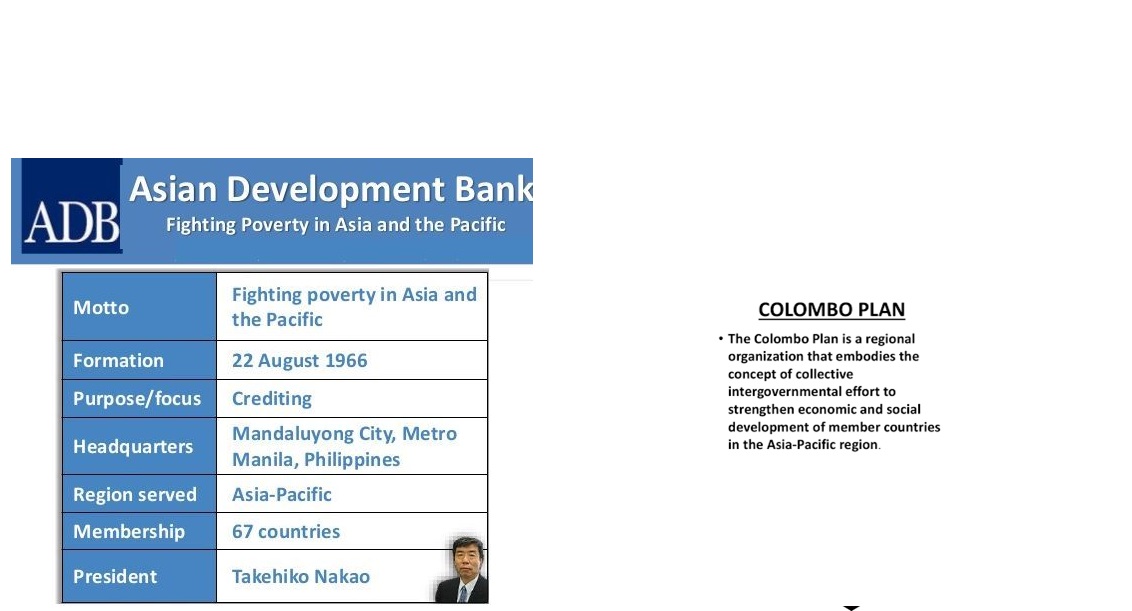 ADB
Asian Development Bank
Fighting Poverty in Asia and the Pacific
Motto
Fighting poverty in Asia and
the Pacific
Formation
22 August 1966
Purpose/focus
Crediting
Headquarters
Mandaluyong City, Metro
Manila, Philippines
Region served
Asia-Pacific
Membership
67 countries
President
Takehiko Nakao
COLOMBO PLAN
• The Colombo Plan is a regional
organization that embodies the
concept of collective
intergovernmental effort to
strengthen economic and social
development of member countries
in the Asia-Pacific region.